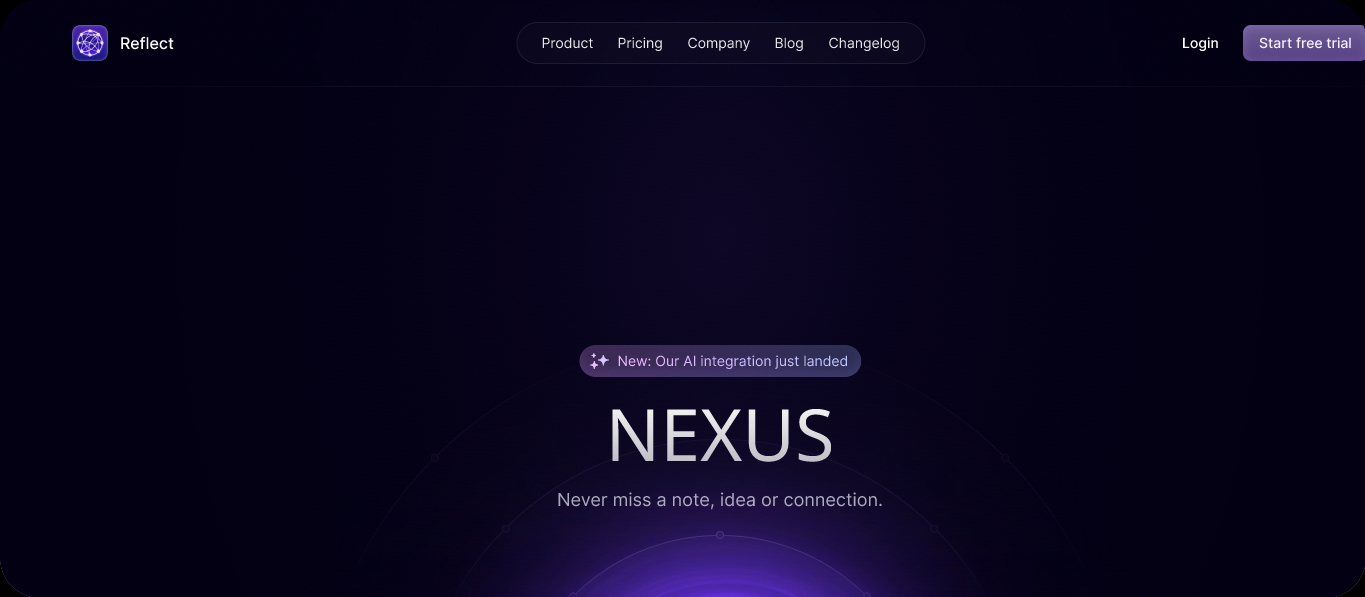 Reflect
Product Pricing Company Blog Changelog
Login
Start free trial
New: Our AI integration just landed
NEXUS
Never miss a note, idea or connection.